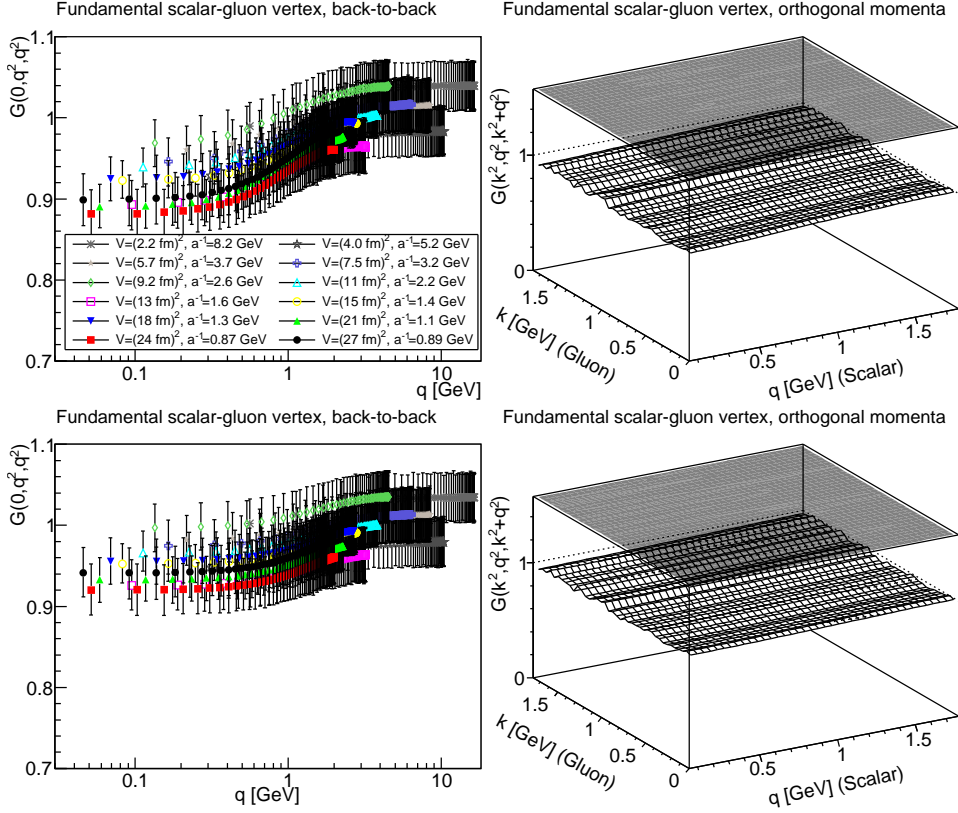 Fundamental scalar-gluon vertex, back-to-back
G(0,q²,q²)
1.1
1
0.9
0.8
0.7
V=(2.2 fm)², a⁻¹=8.2 GeV
V=(4.0 fm)², a⁻¹=5.2 GeV
V=(5.7 fm)², a⁻¹=3.7 GeV
V=(7.5 fm)², a⁻¹=3.2 GeV
V=(9.2 fm)², a⁻¹=2.6 GeV
V=(11 fm)², a⁻¹=2.2 GeV
V=(13 fm)², a⁻¹=1.6 GeV
V=(15 fm)², a⁻¹=1.4 GeV
V=(18 fm)², a⁻¹=1.3 GeV
V=(21 fm)², a⁻¹=1.1 GeV
V=(24 fm)², a⁻¹=0.87 GeV
V=(27 fm)², a⁻¹=0.89 GeV
0.1 1 10
q [GeV]
Fundamental scalar-gluon vertex, orthogonal momenta
G(k²,q²,k²+q²)
1
0
1.5
1
0.5
0
k [GeV] (Gluon)
0.5
1
1.5
q [GeV] (Scalar)
Fundamental scalar-gluon vertex, back-to-back
G(0,q²,q²)
1.1
1
0.9
0.8
0.7
0.1 1 10
q [GeV]
Fundamental scalar-gluon vertex, orthogonal momenta
G(k²,q²,k²+q²)
1
0
1.5
1
0.5
0
k [GeV] (Gluon)
0.5
1
1.5
q [GeV] (Scalar)